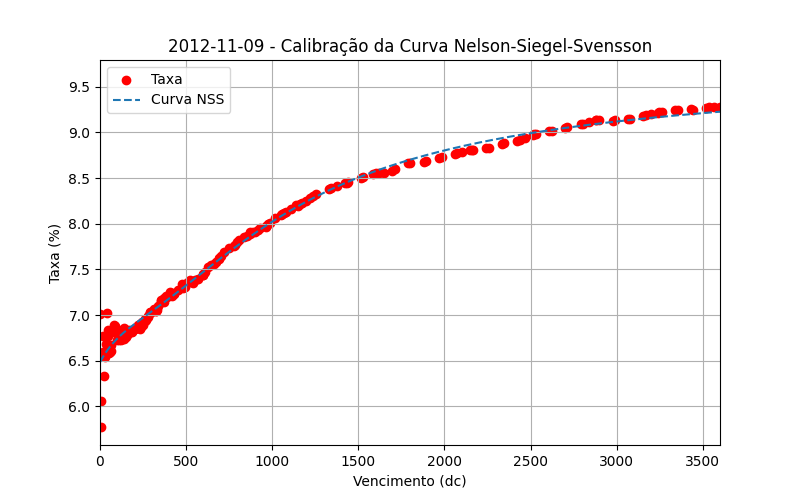 2012-11-09 - Calibração da Curva Nelson-Siegel-Svensson
Taxa
Curva NSS
Taxa (%)
9.5
9.0
8.5
8.0
7.5
7.0
6.5
6.0
0 500 1000 1500 2000 2500 3000 3500
Vencimento (dc)